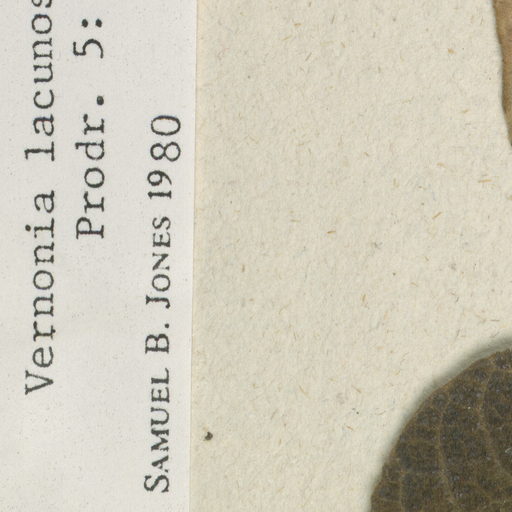 Vernonia lacunos
Prodr. 5:
SAMUEL B. JONES 1980